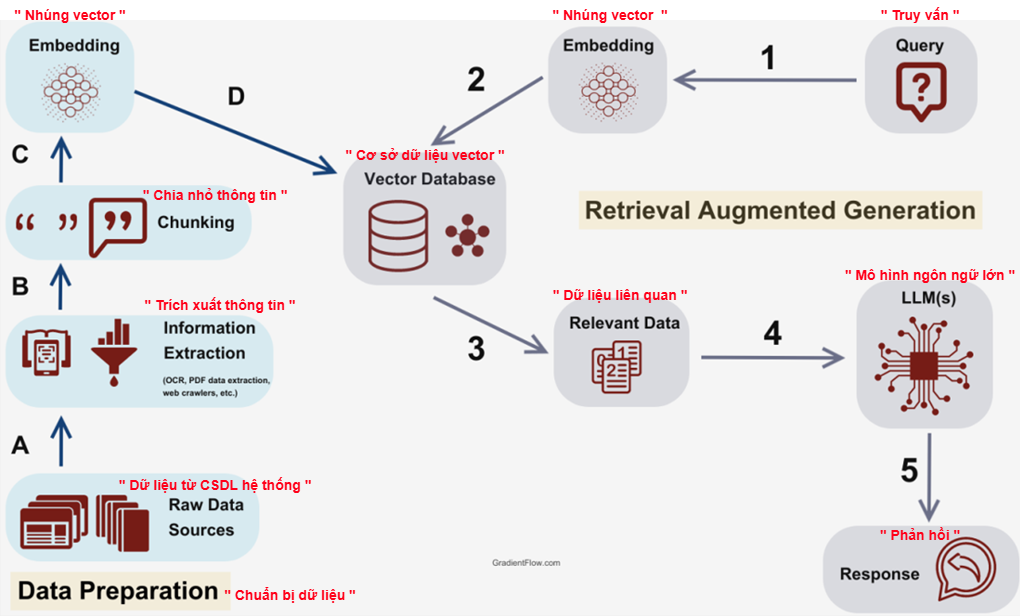 " Nhúng vector "
Embedding
" Nhúng vector "
Embedding
" Truy vấn "
Query
1
2
D
C
" Cơ sở dữ liệu vector "
Vector Database
" Chia nhỏ thông tin "
Chunking
Retrieval Augmented Generation
B
" Trích xuất thông tin "
Information
Extraction
(OCR, PDF data extraction,
web crawlers, etc.)
3
" Dữ liệu liên quan "
Relevant Data
0 1
2
4
" Mô hình ngôn ngữ lớn "
LLM(s)
A
" Dữ liệu từ CSDL hệ thống "
Raw Data
Sources
5
" Phản hồi "
Response
GradientFlow.com
Data Preparation " Chuẩn bị dữ liệu "